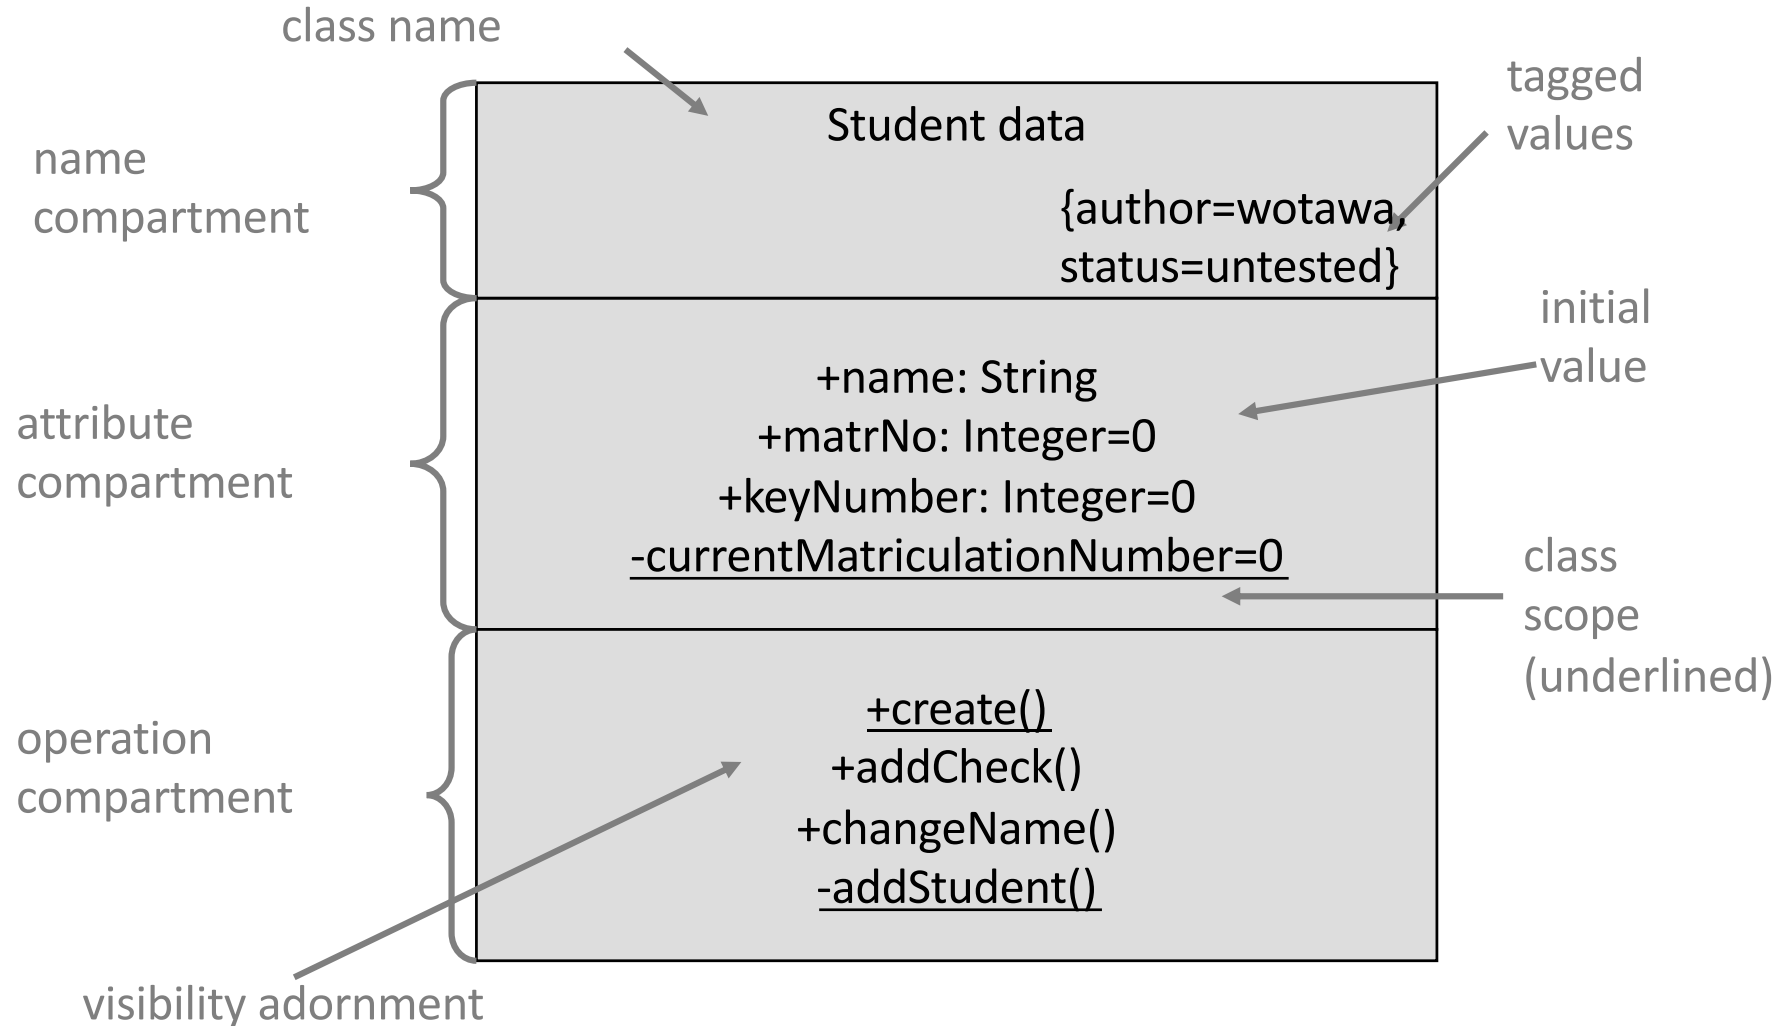 class name
tagged
values
Student data
name
compartment
{author=wotawa,
status=untested}
initial
value
+name: String
attribute
compartment
+matrNo: Integer=0
+keyNumber: Integer=0
-currentMatriculationNumber=0
class
scope
(underlined)
+create()
operation
compartment
+addCheck()
+changeName()
-addStudent()
visibility adornment